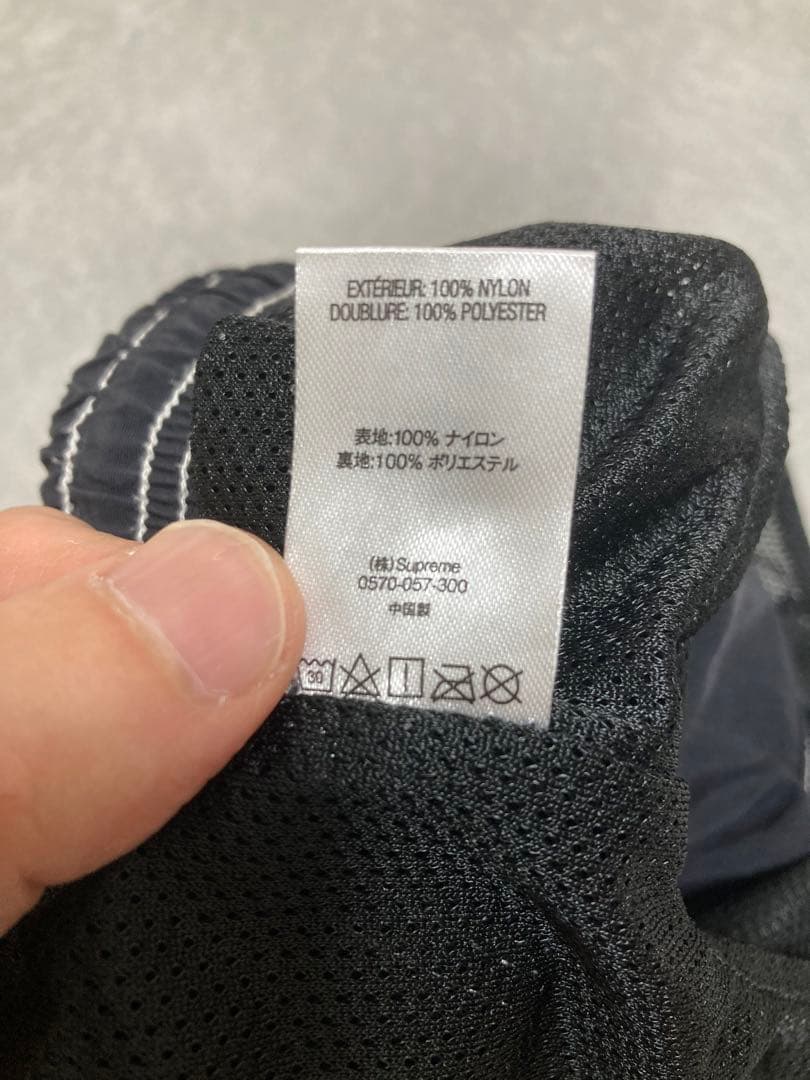 EXTÉRIEUR: 100% NYLON
DOUBLURE: 100% POLYESTER
表地:100% ナイロン
裏地:100% ポリエステル
(株)Supreme
0570-057-300
中国製
30